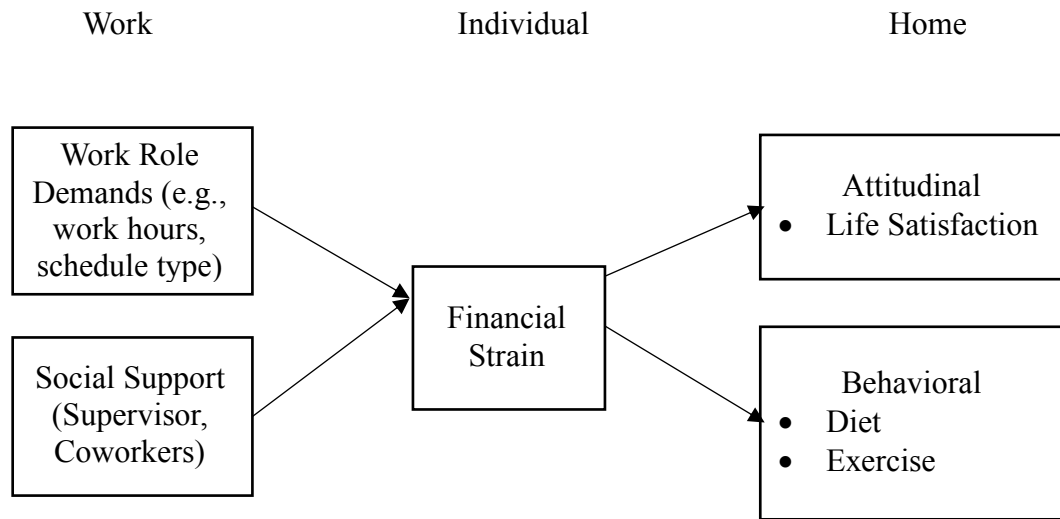 Work
Individual
Home
Work Role
Demands (e.g.,
work hours,
schedule type)
Social Support
(Supervisor,
Coworkers)
Financial
Strain
Attitudinal
• Life Satisfaction
Behavioral
• Diet
• Exercise